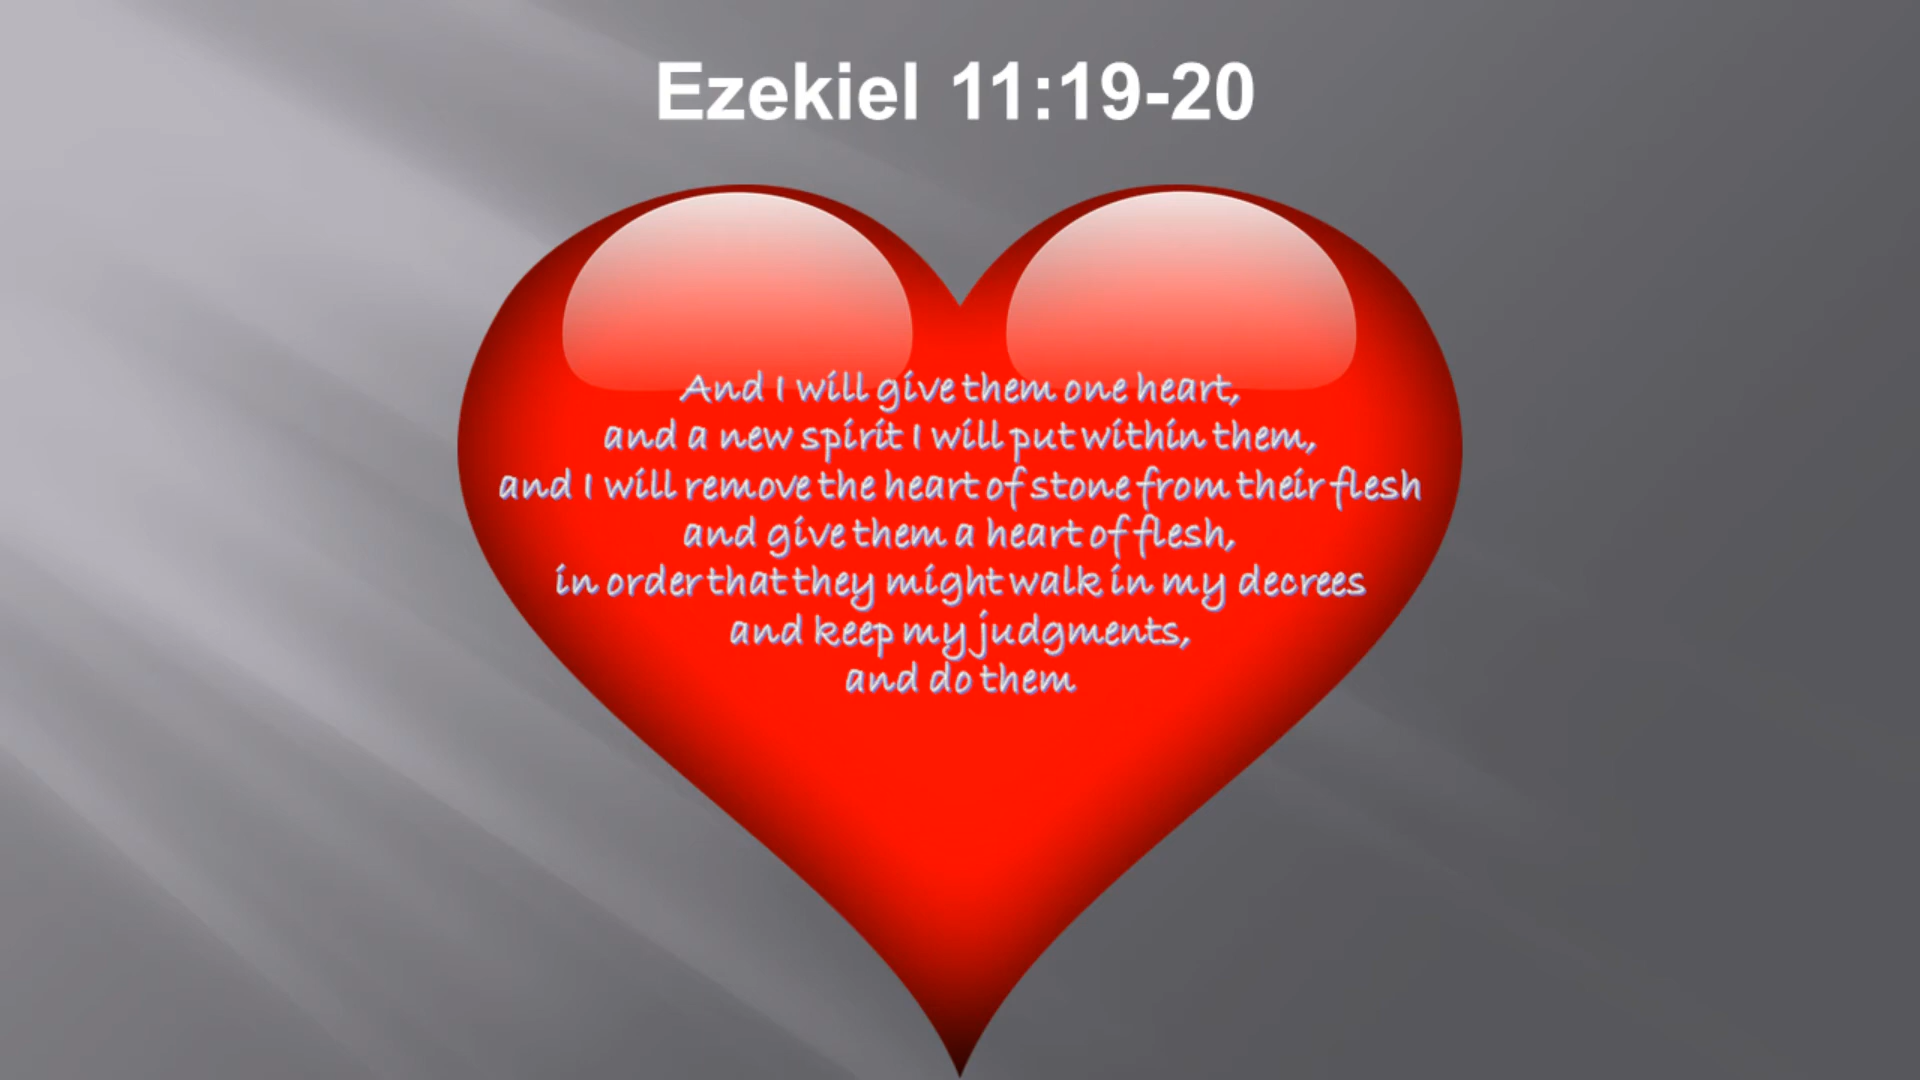 Ezekiel 11:19-20
And I will give them one heart,
and a new spirit I will put within them,
and I will remove the heart of stone from their flesh
and give them a heart of flesh,
in order that they might walk in my decrees
and keep my judgments,
and do them